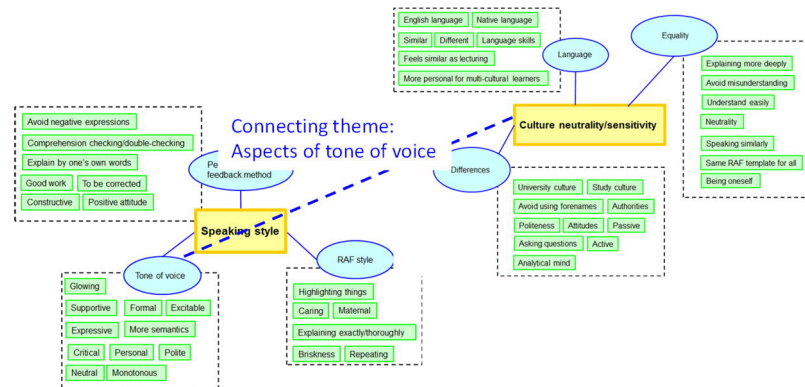 English language
Native language
Similar
Different
Language skills
Feels similar as lecturing
More personal for multi-cultural learners
Language
Equality
Explaining more deeply
Avoid misunderstanding
Understand easily
Neutrality
Speaking similarly
Same RAF template for all
Being oneself
Culture neutrality/sensitivity
Connecting theme:
Aspects of tone of voice
Avoid negative expressions
Comprehension checking/double-checking
Explain by one's own words
Good work
To be corrected
Constructive
Positive attitude
feedback method
Differences
University culture
Study culture
Avoid using forenames
Authorities
Politeness
Attitudes
Passive
Asking questions
Active
Analytical mind
Speaking style
Tone of voice
Glowing
Supportive
Formal
Excitable
Expressive
More semantics
Critical
Personal
Polite
Neutral
Monotonous
RAF style
Highlighting things
Caring
Maternal
Explaining exactly/thoroughly
Briskness
Repeating